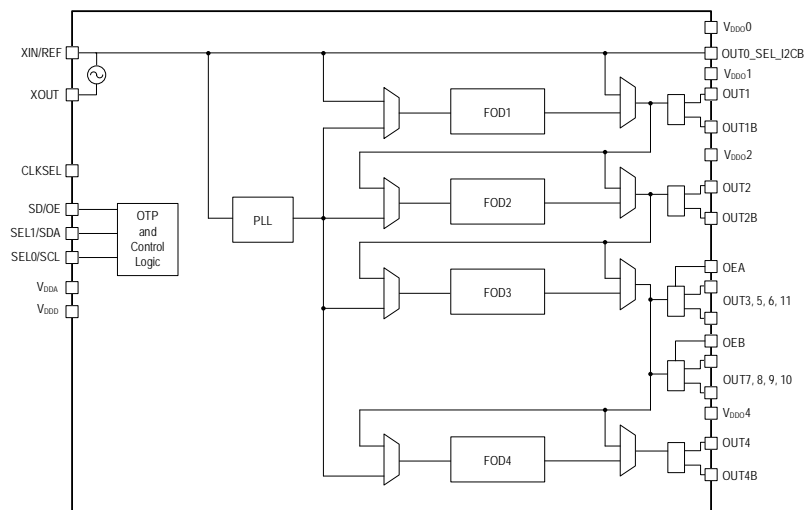 XIN/REF
XOUT
CLKSEL
SD/OE
SEL1/SDA
SEL0/SCL
VDDA
VDDD
OTP
and
Control
Logic
PLL
FOD1
FOD2
FOD3
FOD4
VDDO0
OUT0_SEL_I2CB
VDDO1
OUT1
OUT1B
VDDO2
OUT2
OUT2B
OEA
OUT3, 5, 6, 11
OEB
OUT7, 8, 9, 10
VDDO4
OUT4
OUT4B